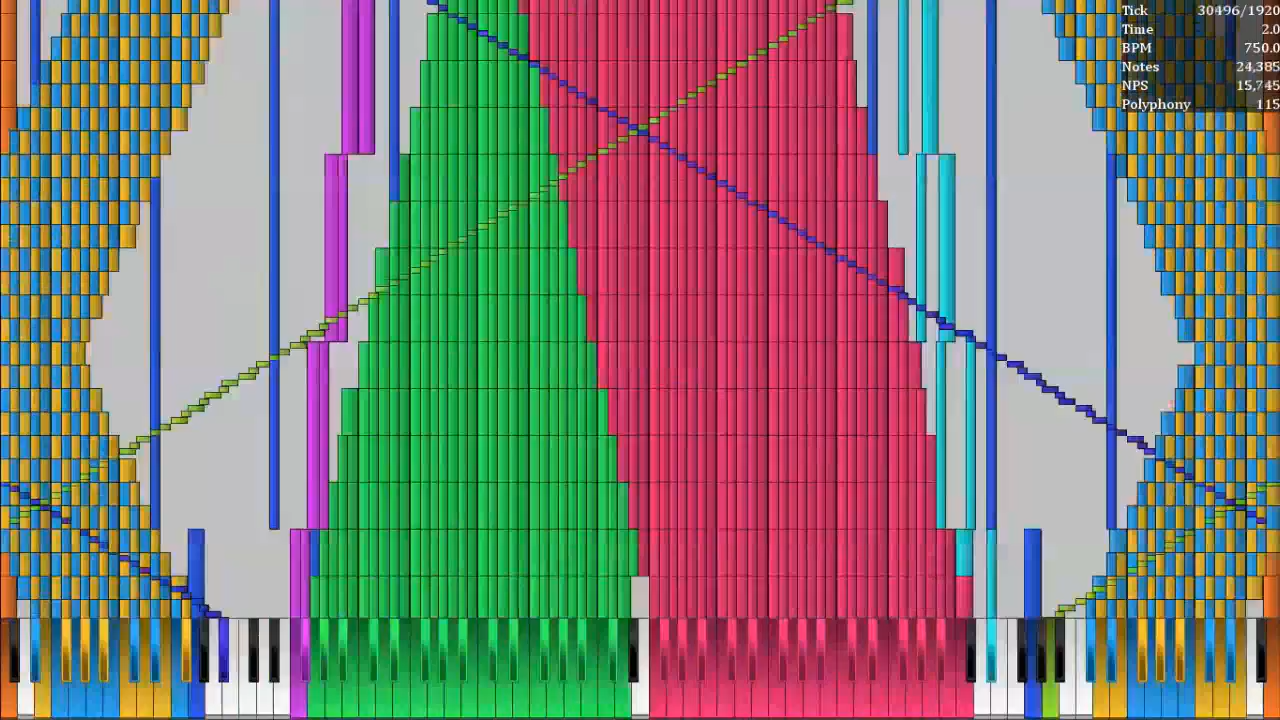 Tick 30496/1920
Time 2.0
BPM 750.0
Notes 24,385
NPS 15,745
Polyphony 115